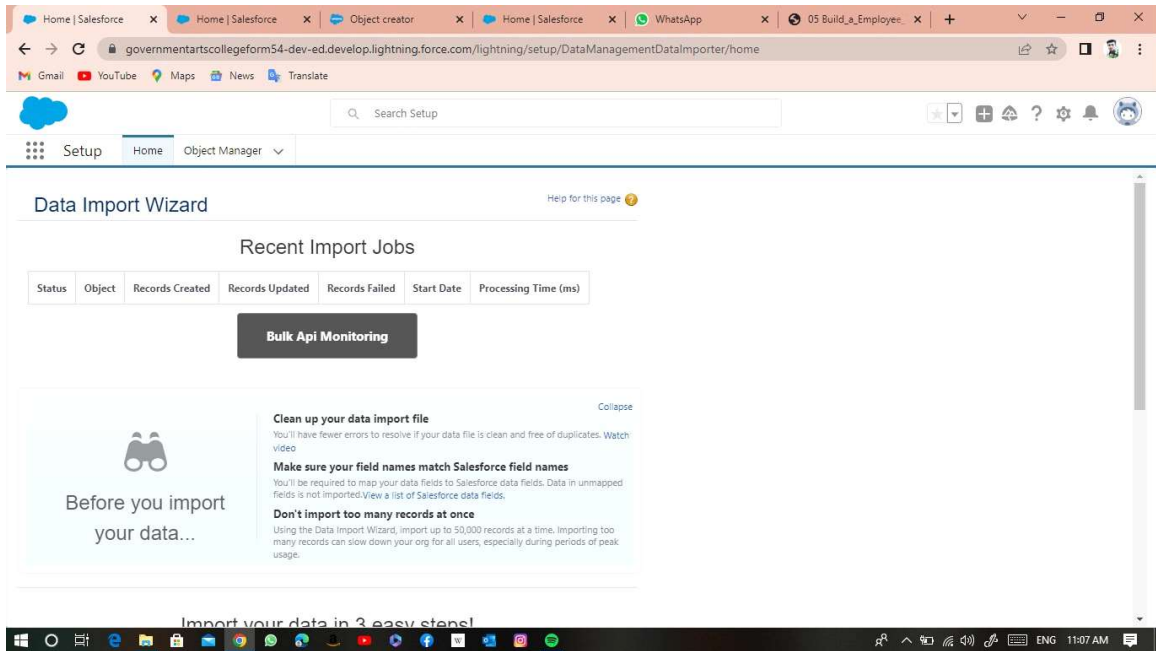 Home | Salesforce
Home | Salesforce
Object creator
Home | Salesforce
WhatsApp
05 Build_a_Employee_
governmentartscollegeform54-dev-ed.develop.lightning.force.com/lightning/setup/DataManagementDataImporter/home
Gmail YouTube Maps News Translate
Search Setup
Setup Home Object Manager
Data Import Wizard
Help for this page
Recent Import Jobs
Status Object Records Created Records Updated Records Failed Start Date Processing Time (ms)
Bulk Api Monitoring
Collapse
Before you import
your data...
Clean up your data import file
You'll have fewer errors to resolve if your data file is clean and free of duplicates. Watch
video
Make sure your field names match Salesforce field names
You'll be required to map your data fields to Salesforce data fields. Data in unmapped
fields is not imported.View a list of Salesforce data fields.
Don't import too many records at once
Using the Data Import Wizard, import up to 50,000 records at a time. Importing too
many records can slow down your org for all users, especially during periods of peak
usage.
Import your data in 3 easy steps!
ENG 11:07 AM